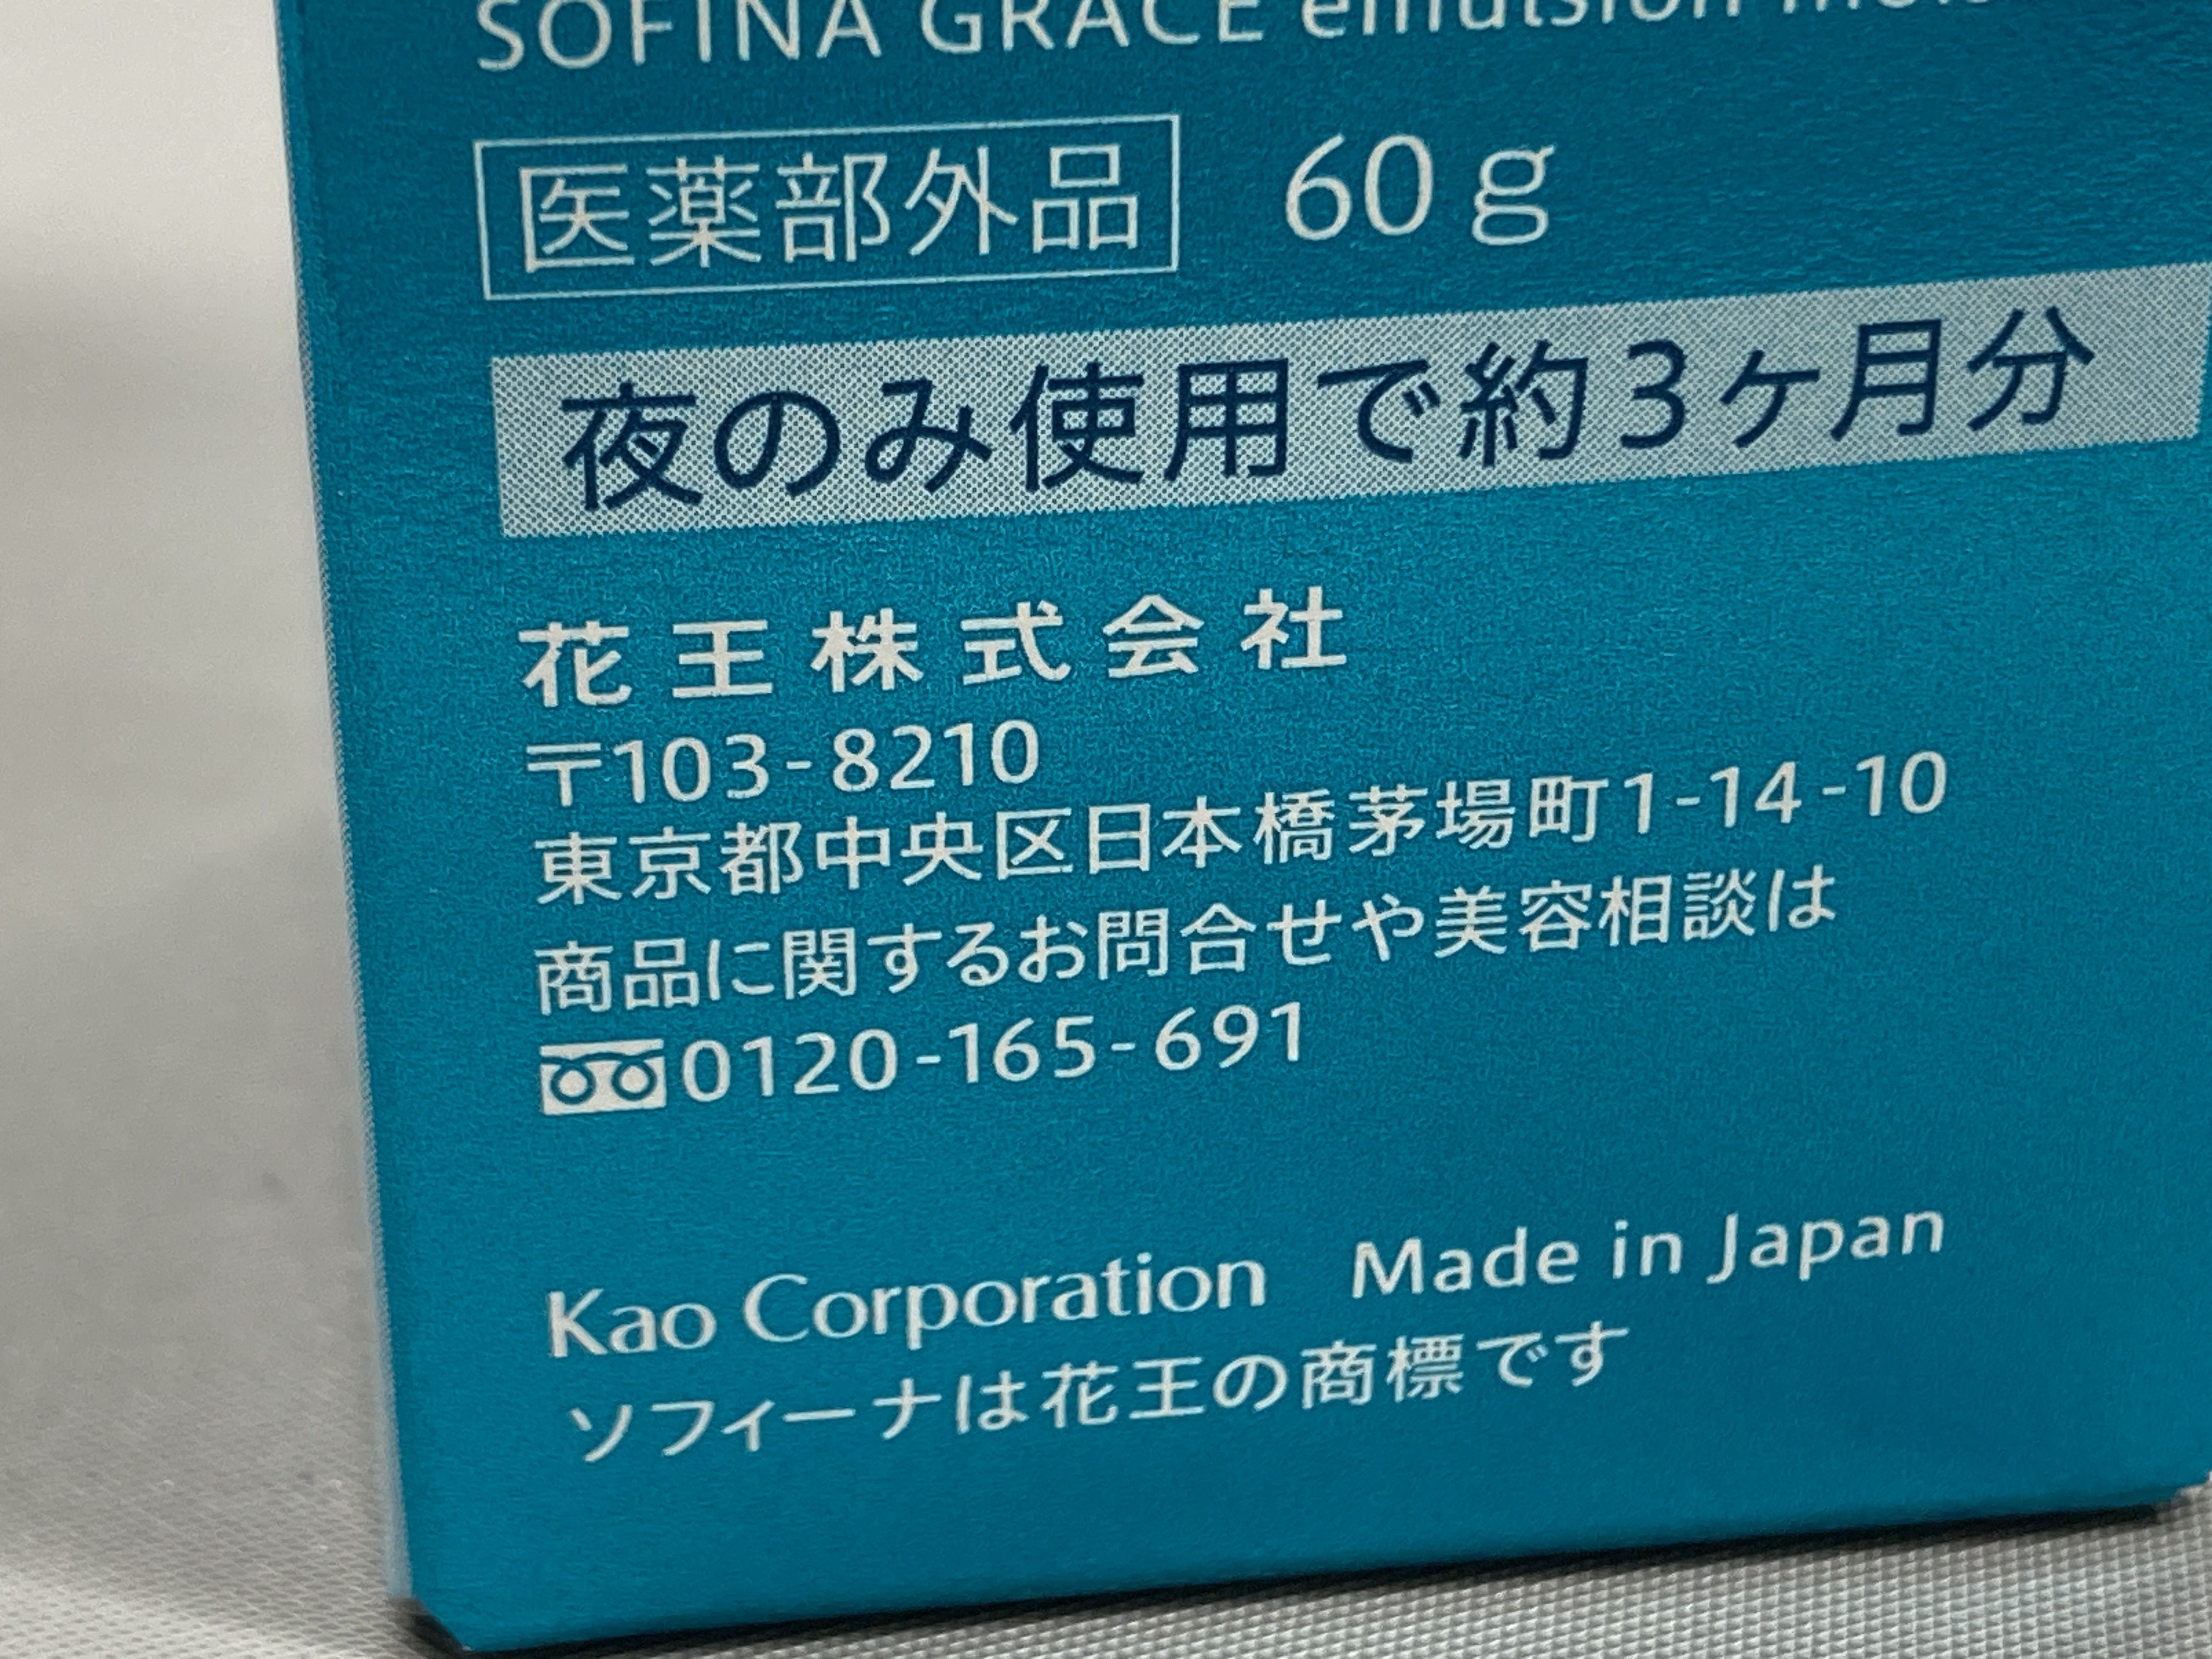 SOFINA GRACE emulsion
医薬部外品 60g
夜のみ使用で約3ヶ月分
花王株式会社
〒103-8210
東京都中央区日本橋茅場町1-14-10
商品に関するお問合せや美容相談は
0120-165-691
Kao Corporation Made in Japan
ソフィーナは花王の商標です